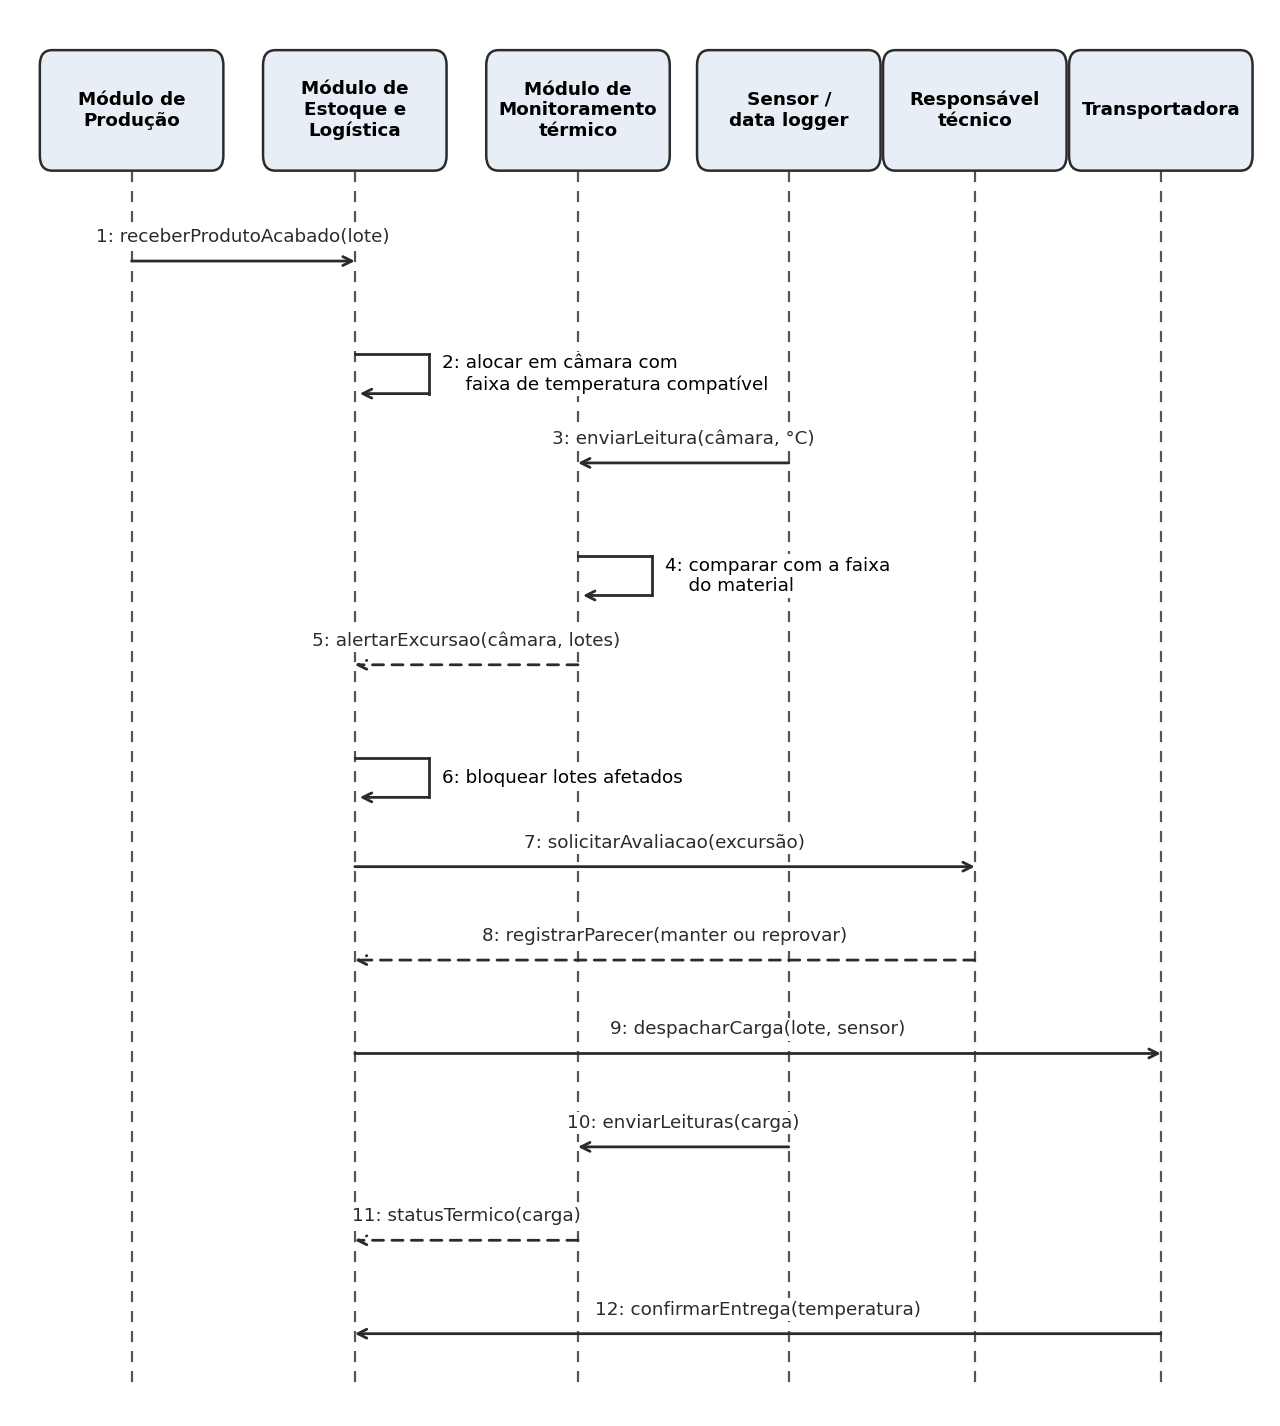 Módulo de
Produção
Módulo de
Estoque e
Logística
Módulo de
Monitoramento
térmico
Sensor /
data logger
Responsável
técnico
Transportadora
1: receberProdutoAcabado(lote)
2: alocar em câmara com
faixa de temperatura compatível
3: enviarLeitura(câmara, °C)
4: comparar com a faixa
do material
5: alertarExcursao(câmara, lotes)
6: bloquear lotes afetados
7: solicitarAvaliacao(excursão)
8: registrarParecer(manter ou reprovar)
9: despacharCarga(lote, sensor)
10: enviarLeituras(carga)
11: statusTermico(carga)
12: confirmarEntrega(temperatura)